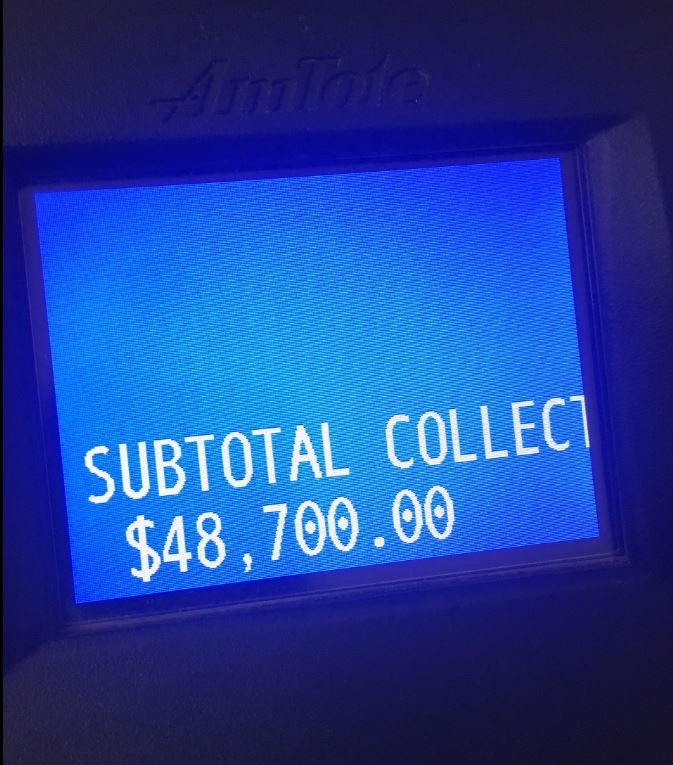 AmTote
SUBTOTAL COLLECT
$48,700.00